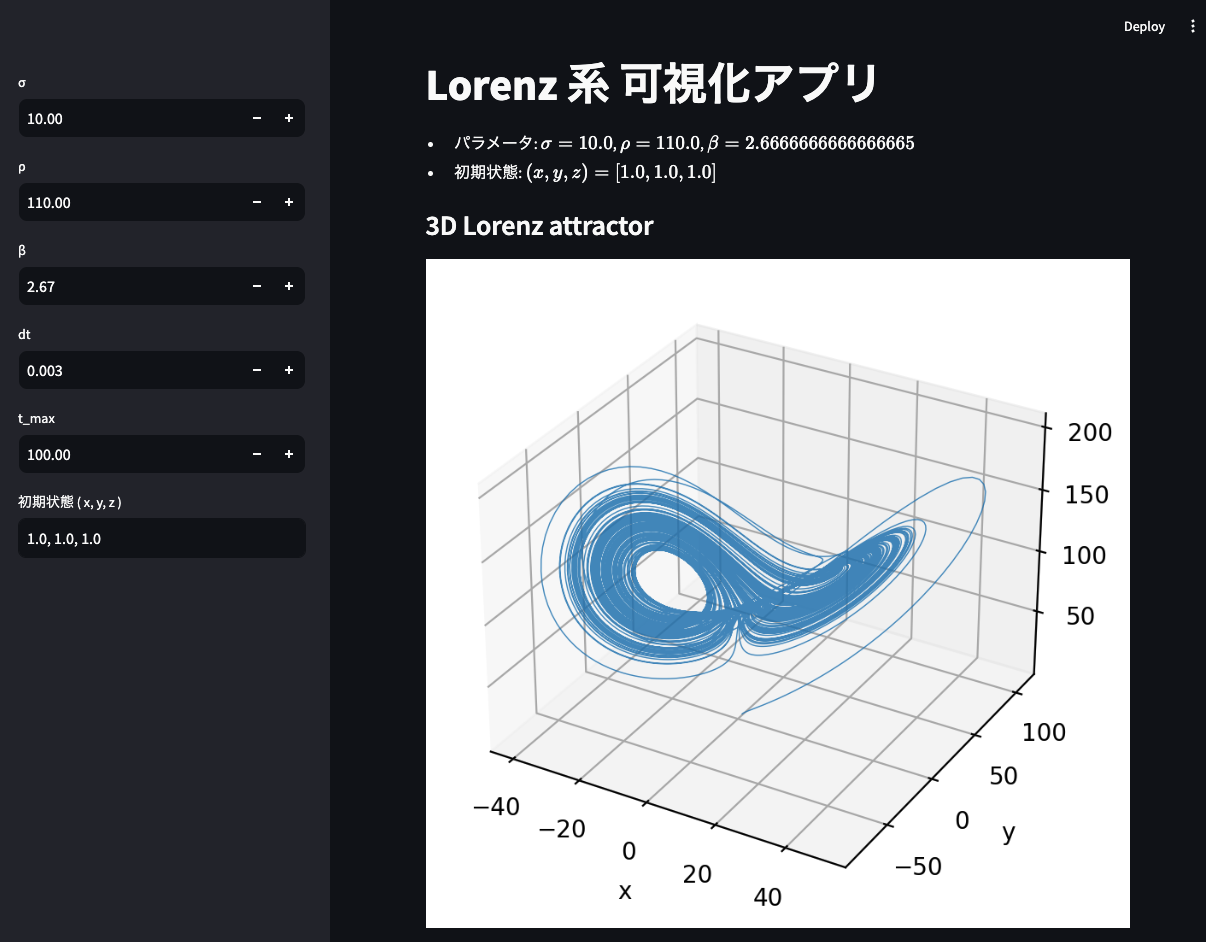 Deploy
σ
10.00
ρ
110.00
β
2.67
dt
0.003
t_max
100.00
初期状態 ( x, y, z )
1.0, 1.0, 1.0
Lorenz 系 可視化アプリ
• パラメータ: σ = 10.0, ρ = 110.0, β = 2.6666666666666665
• 初期状態: (x, y, z) = [1.0, 1.0, 1.0]
3D Lorenz attractor
200
150
100
50
100
50
0
−50
y
−40
−20
0
20
40
x